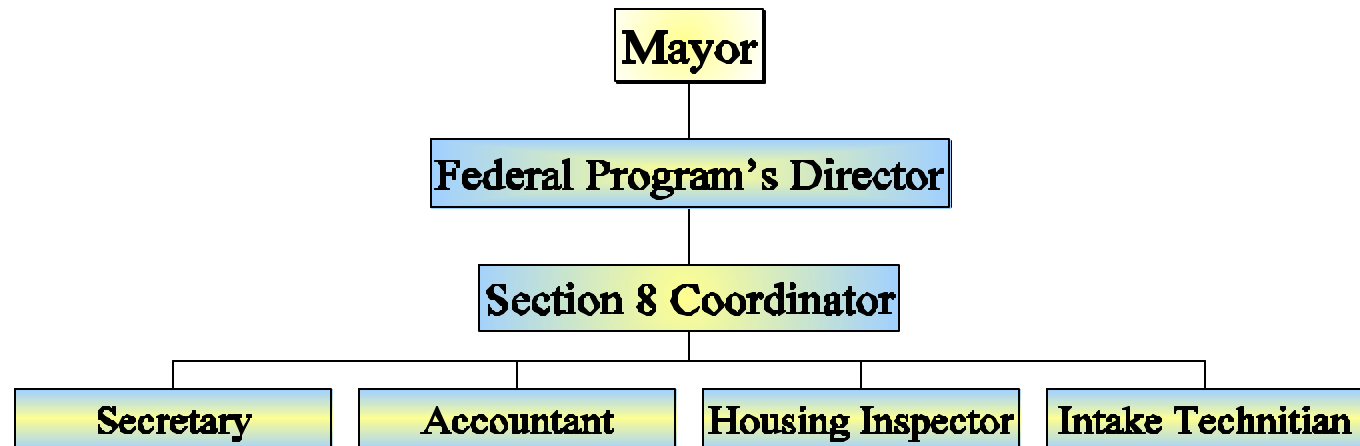 Mayor
Federal Program’s Director
Section 8 Coordinator
Secretary
Accountant
Housing Inspector
Intake Technitian